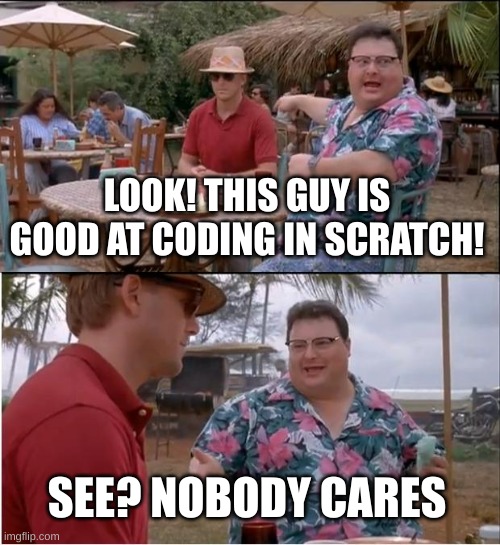 LOOK! THIS GUY IS
GOOD AT CODING IN SCRATCH!
SEE? NOBODY CARES
imgflip.com